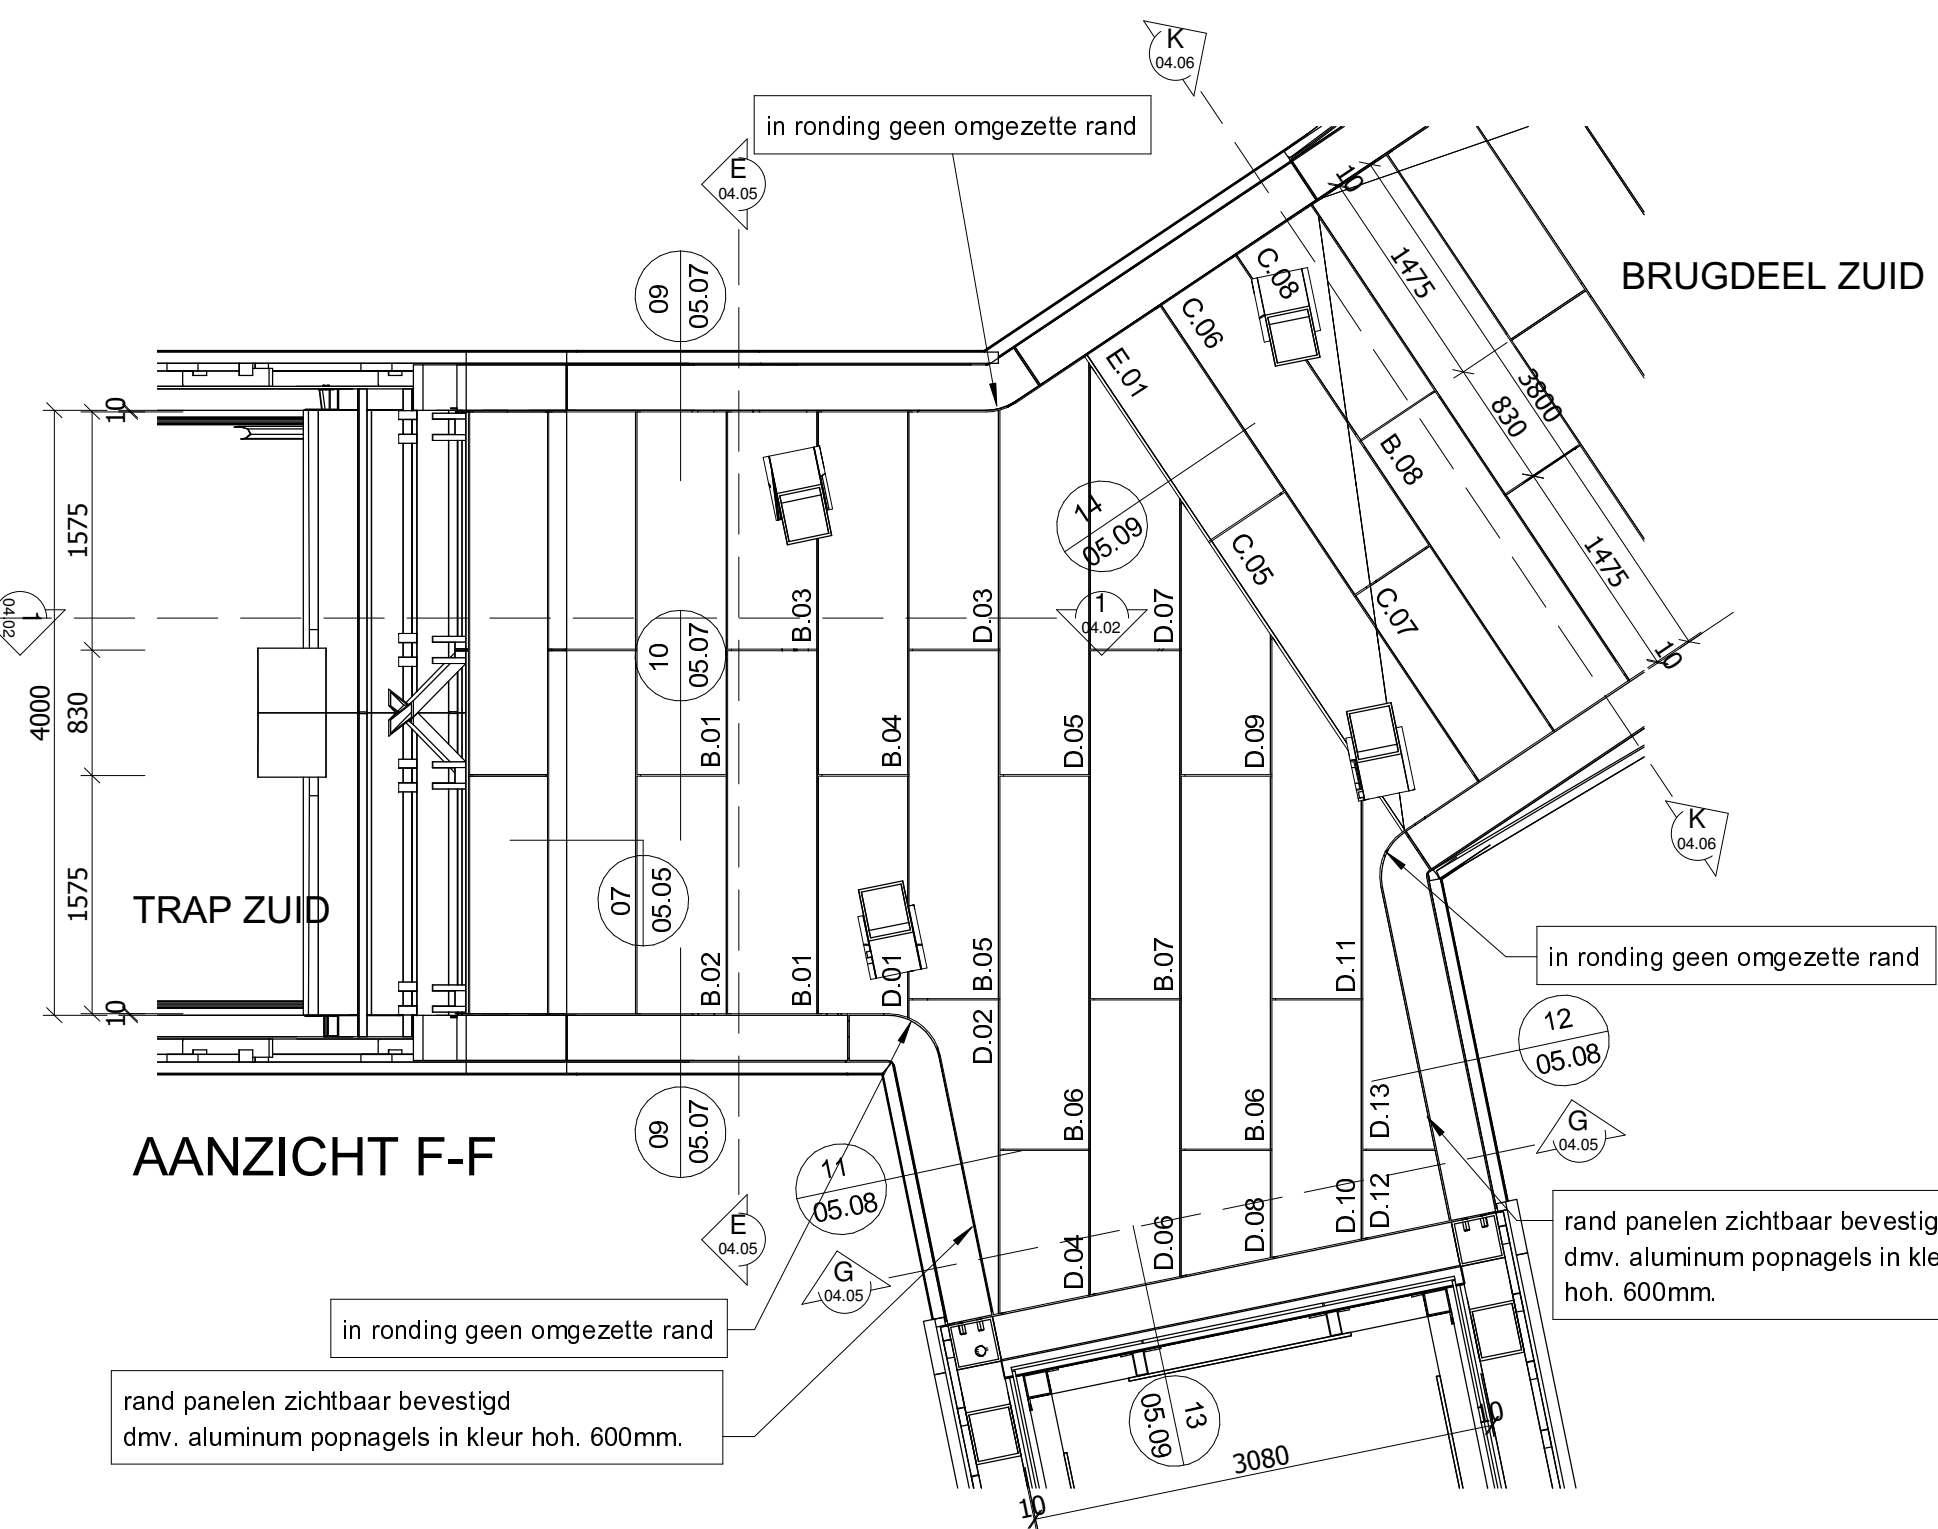 K
04.06
in ronding geen omgezette rand
E
04.05
10
1475
C.08
BRUGDEEL ZUID
09
05.07
C.06
E.01
3800
830
10
B.08
14
05.09
1575
C.05
1475
1
04.02
B.03
D.03
1
04.02
D.07
C.07
10
05.07
10
4000
830
B.01
B.04
D.05
D.09
K
04.06
1575
TRAP ZUID
07
05.05
B.02
B.01
D.01
B.05
B.07
D.11
in ronding geen omgezette rand
10
D.02
12
05.08
09
05.07
B.06
B.06
D.13
G
04.05
AANZICHT F-F
11
05.08
E
04.05
D.04
D.06
D.08
D.10
D.12
rand panelen zichtbaar bevestig
dmv. aluminum popnagels in kle
hoh. 600mm.
G
04.05
in ronding geen omgezette rand
rand panelen zichtbaar bevestigd
dmv. aluminum popnagels in kleur hoh. 600mm.
13
05.09
10
3080
10